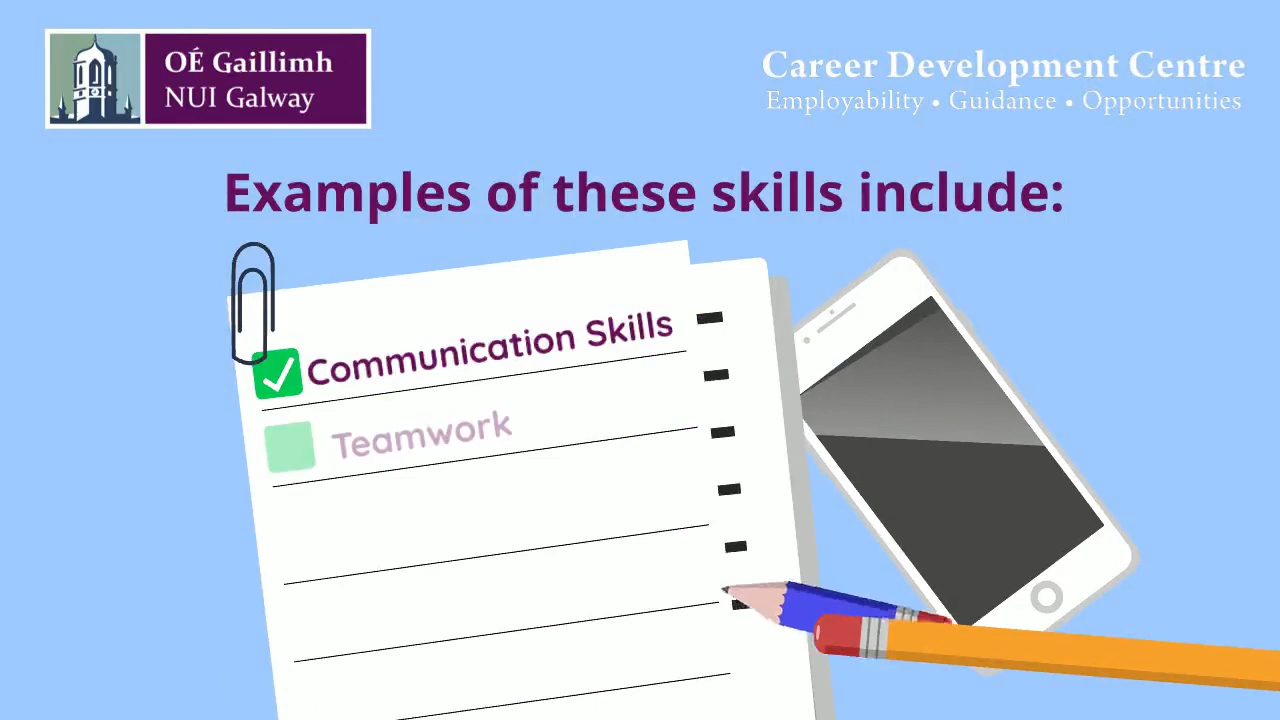 OÉ Gaillimh
NUI Galway
Career Development Centre
Employability • Guidance • Opportunities
Examples of these skills include:
Communication Skills
Teamwork